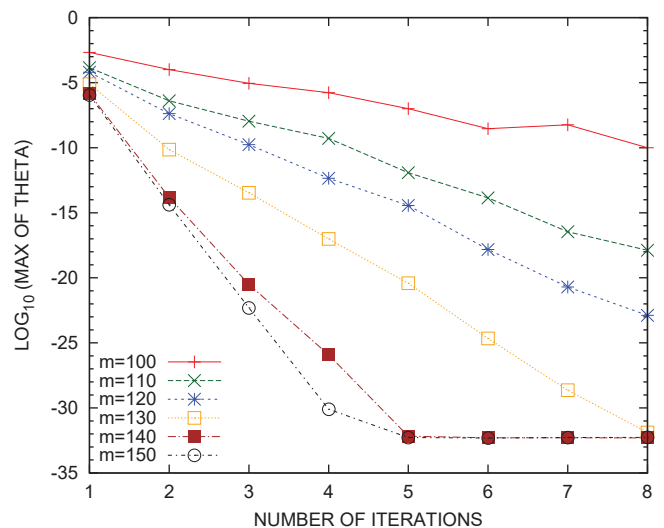 0
-5
-10
-15
-20
-25
-30
-35
LOG10 (MAX OF THETA)
m=100
m=110
m=120
m=130
m=140
m=150
1 2 3 4 5 6 7 8
NUMBER OF ITERATIONS